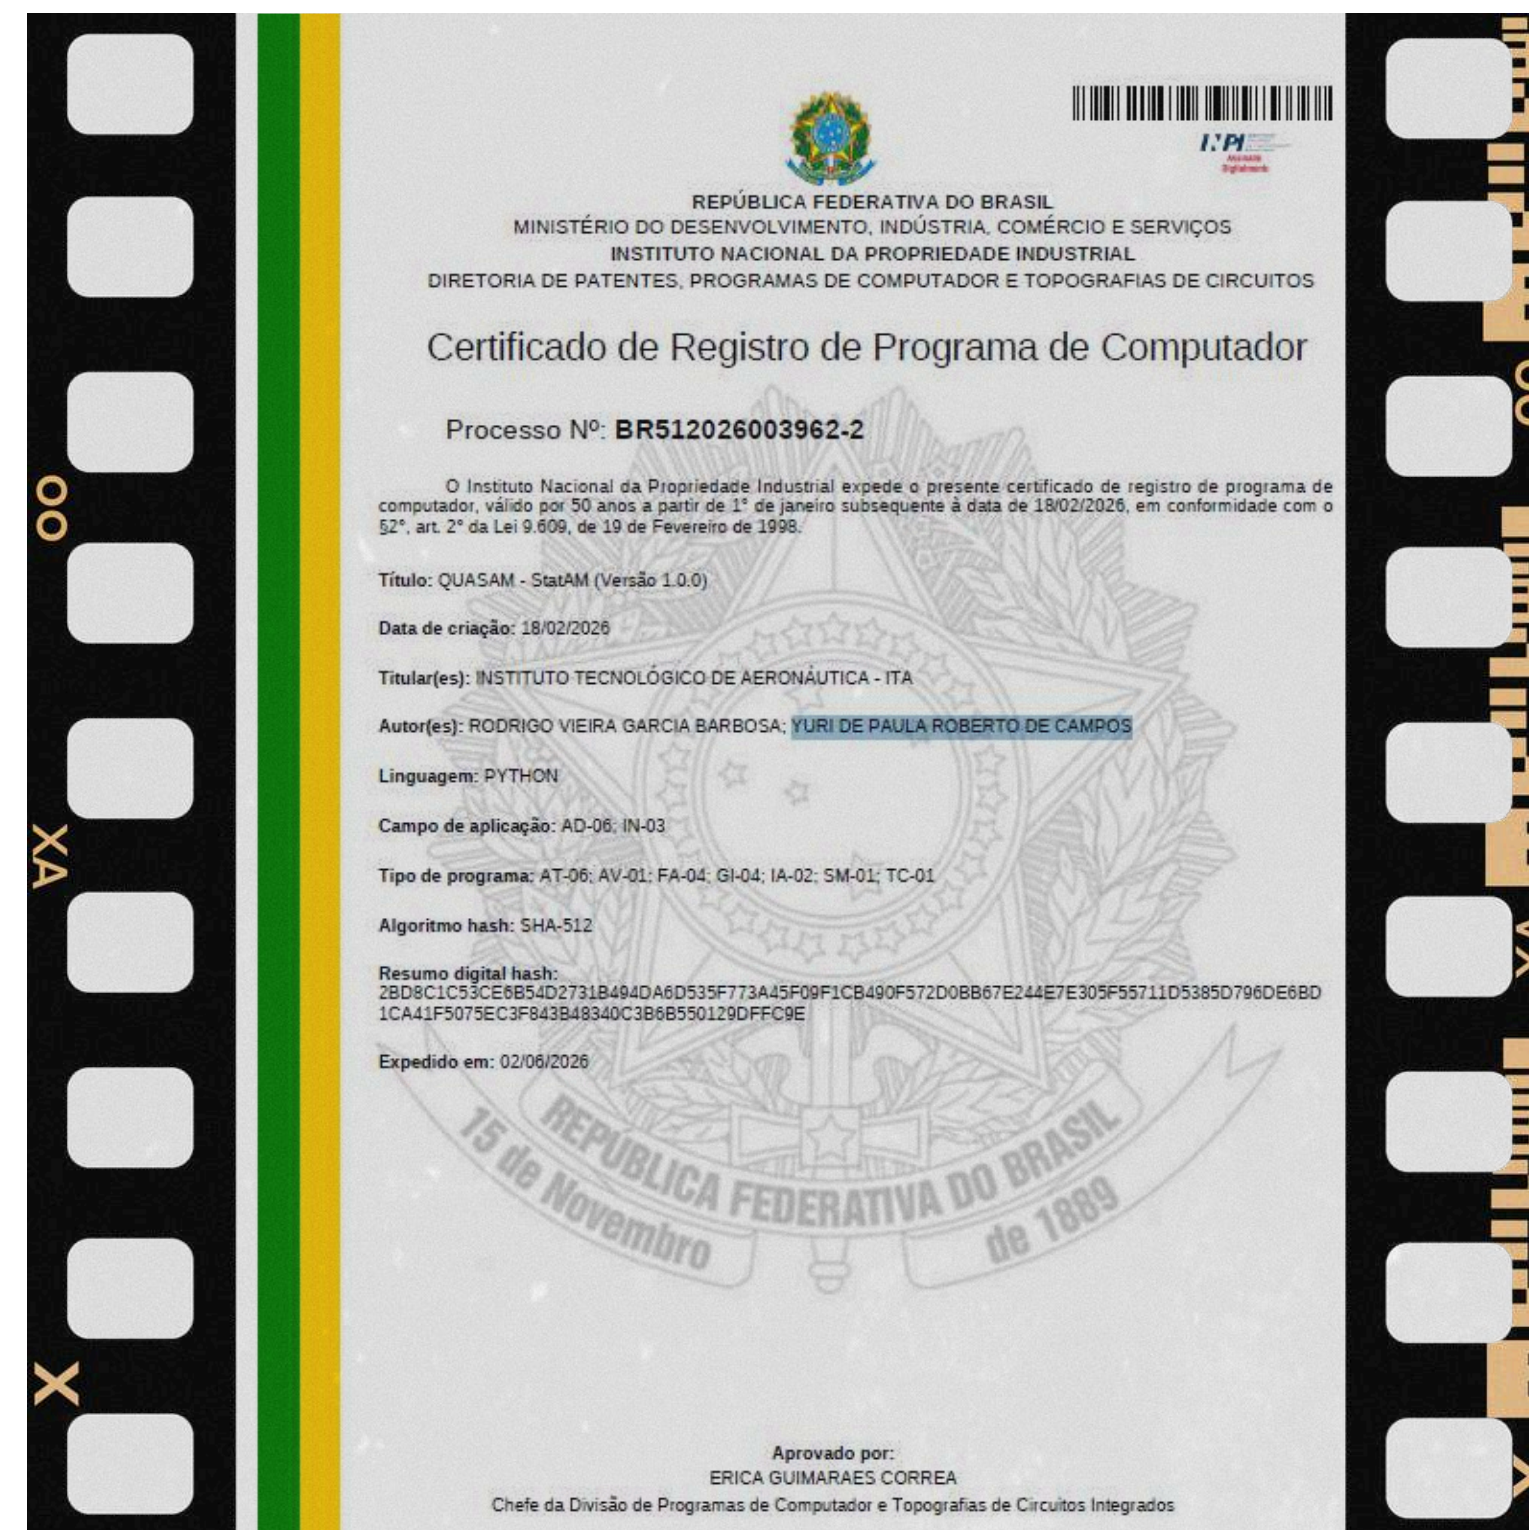 INPI
Assinado
Digitalmente
REPÚBLICA FEDERATIVA DO BRASIL
MINISTÉRIO DO DESENVOLVIMENTO, INDÚSTRIA, COMÉRCIO E SERVIÇOS
INSTITUTO NACIONAL DA PROPRIEDADE INDUSTRIAL
DIRETORIA DE PATENTES, PROGRAMAS DE COMPUTADOR E TOPOGRAFIAS DE CIRCUITOS
Certificado de Registro de Programa de Computador
Processo Nº: BR512026003962-2
O Instituto Nacional da Propriedade Industrial expede o presente certificado de registro de programa de
computador, válido por 50 anos a partir de 1° de janeiro subsequente à data de 18/02/2026, em conformidade com o
§2°, art. 2° da Lei 9.609, de 19 de Fevereiro de 1998.
Título: QUASAM - StatAM (Versão 1.0.0)
Data de criação: 18/02/2026
Titular(es): INSTITUTO TECNOLÓGICO DE AERONÁUTICA - ITA
Autor(es): RODRIGO VIEIRA GARCIA BARBOSA; YURI DE PAULA ROBERTO DE CAMPOS
Linguagem: PYTHON
Campo de aplicação: AD-06; IN-03
Tipo de programa: AT-06; AV-01; FA-04; GI-04; IA-02; SM-01; TC-01
Algoritmo hash: SHA-512
Resumo digital hash:
2BD8C1C53CE6B54D2731B494DA6D535F773A45F09F1CB490F572D0BB67E244E7E305F55711D5385D796DE6BD
1CA41F5075EC3F843B48340C3B6B550129DFFC9E
Expedido em: 02/06/2026
REPÚBLICA FEDERATIVA DO BRASIL
15 de Novembro de 1889
Aprovado por:
ERICA GUIMARAES CORREA
Chefe da Divisão de Programas de Computador e Topografias de Circuitos Integrados
OO
XA
X